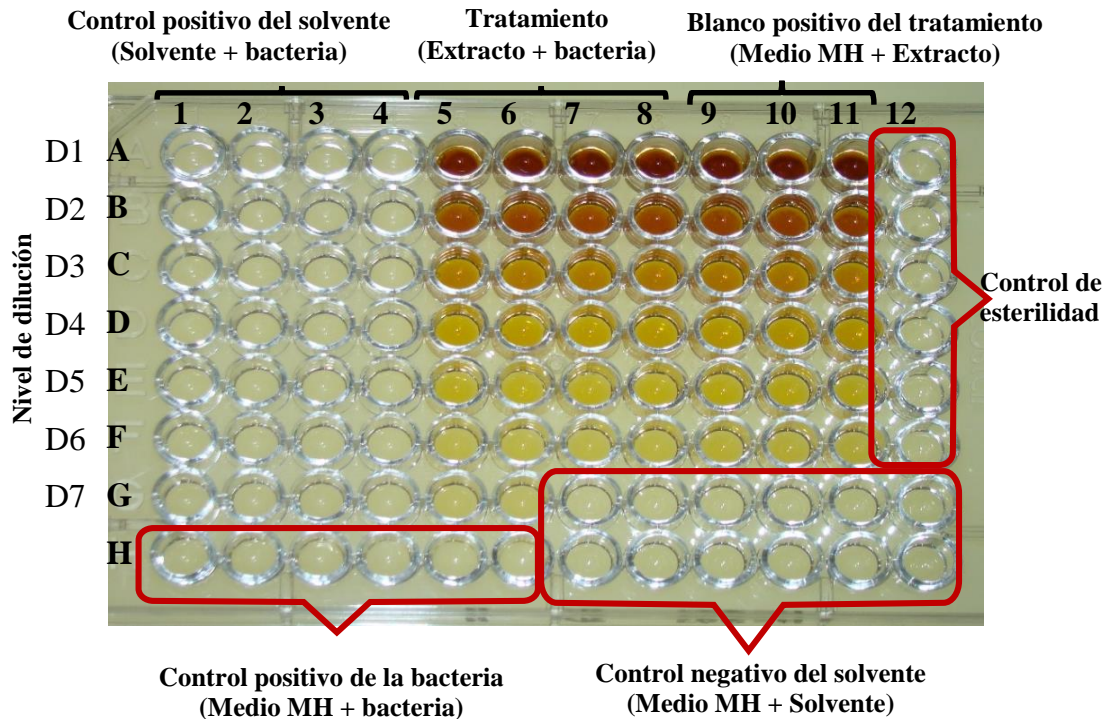 Control positivo del solvente
(Solvente + bacteria)
Tratamiento
(Extracto + bacteria)
Blanco positivo del tratamiento
(Medio MH + Extracto)
1 2 3 4 5 6 7 8 9 10 11 12
Nivel de dilución
D1 A
D2 B
D3 C
D4 D
D5 E
D6 F
D7 G
H
Control de
esterilidad
Control positivo de la bacteria
(Medio MH + bacteria)
Control negativo del solvente
(Medio MH + Solvente)